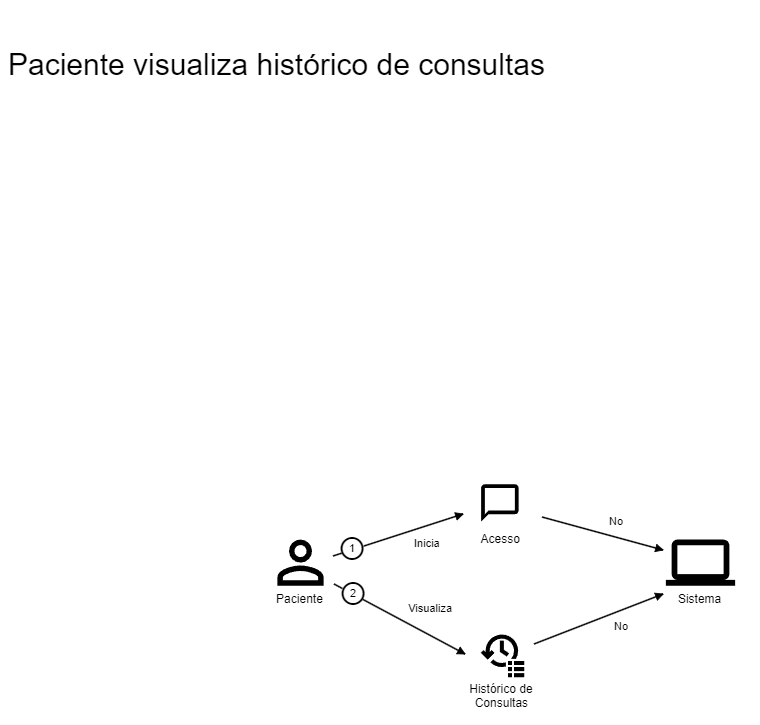 Paciente visualiza histórico de consultas
No
1
Inicia
Acesso
Paciente
2
Visualiza
Sistema
No
Histórico de
Consultas